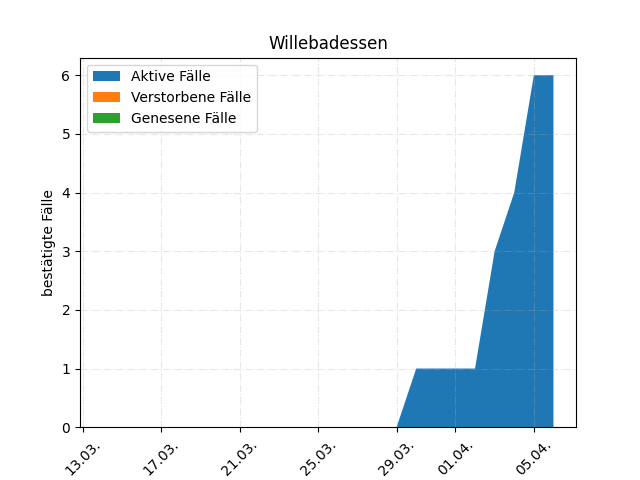 Willebadessen
Aktive Fälle
Verstorbene Fälle
Genesene Fälle
bestätigte Fälle
6
5
4
3
2
1
0
13.03.
17.03.
21.03.
25.03.
29.03.
01.04.
05.04.